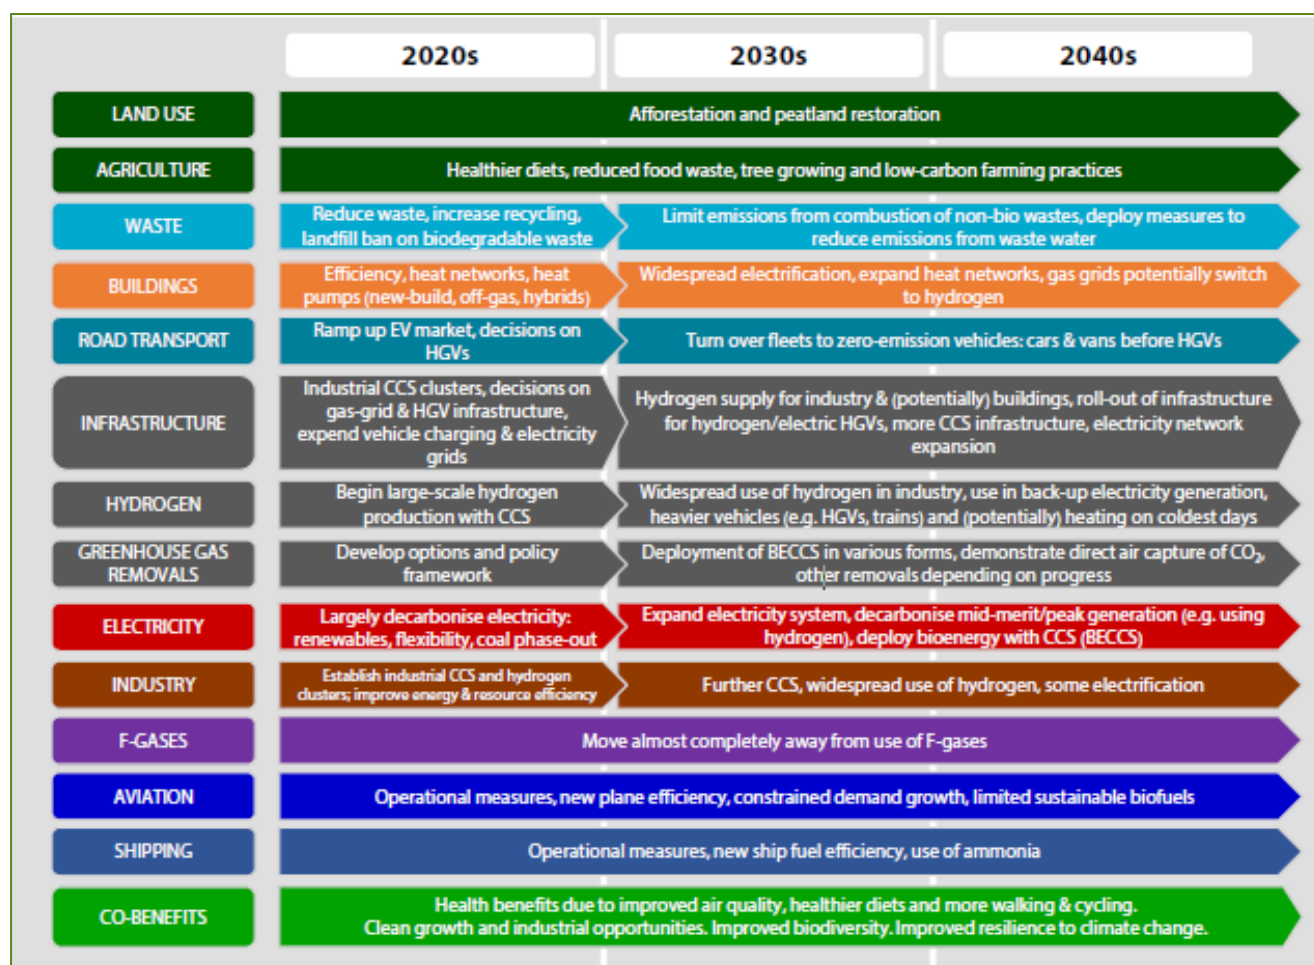 2020s
2030s
2040s
LAND USE
Afforestation and peatland restoration
AGRICULTURE
Healthier diets, reduced food waste, tree growing and low-carbon farming practices
WASTE
Reduce waste, increase recycling,
landfill ban on biodegradable waste
Limit emissions from combustion of non-bio wastes, deploy measures to
reduce emissions from waste water
BUILDINGS
Efficiency, heat networks, heat
pumps (new-build, off-gas, hybrids)
Widespread electrification, expand heat networks, gas grids potentially switch
to hydrogen
ROAD TRANSPORT
Ramp up EV market, decisions on
HGVs
Turn over fleets to zero-emission vehicles: cars & vans before HGVs
INFRASTRUCTURE
Industrial CCS clusters, decisions on
gas-grid & HGV infrastructure,
expend vehicle charging & electricity
grids
Hydrogen supply for industry & (potentially) buildings, roll-out of infrastructure
for hydrogen/electric HGVs, more CCS infrastructure, electricity network
expansion
HYDROGEN
Begin large-scale hydrogen
production with CCS
Widespread use of hydrogen in industry, use in back-up electricity generation,
heavier vehicles (e.g. HGVs, trains) and (potentially) heating on coldest days
GREENHOUSE GAS
REMOVALS
Develop options and policy
framework
Deployment of BECCS in various forms, demonstrate direct air capture of CO₂,
other removals depending on progress
ELECTRICITY
Largely decarbonise electricity:
renewables, flexibility, coal phase-out
Expand electricity system, decarbonise mid-merit/peak generation (e.g. using
hydrogen), deploy bioenergy with CCS (BECCS)
INDUSTRY
Establish industrial CCS and hydrogen
clusters; improve energy & resource efficiency
Further CCS, widespread use of hydrogen, some electrification
F-GASES
Move almost completely away from use of F-gases
AVIATION
Operational measures, new plane efficiency, constrained demand growth, limited sustainable biofuels
SHIPPING
Operational measures, new ship fuel efficiency, use of ammonia
CO-BENEFITS
Health benefits due to improved air quality, healthier diets and more walking & cycling.
Clean growth and industrial opportunities. Improved biodiversity. Improved resilience to climate change.